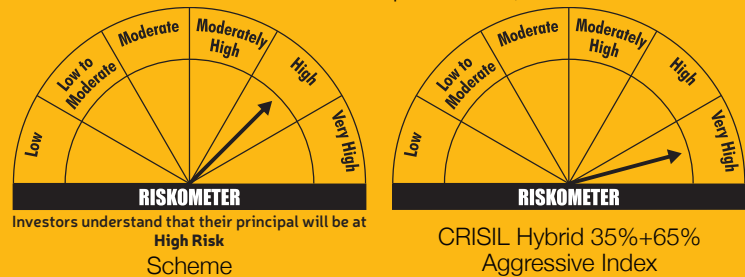 Low
Low to
Moderate
Moderate
Moderately
High
High
Very High
RISKOMETER
Investors understand that their principal will be at
High Risk
Scheme
Low
Low to
Moderate
Moderate
Moderately
High
High
Very High
RISKOMETER
CRISIL Hybrid 35%+65%
Aggressive Index